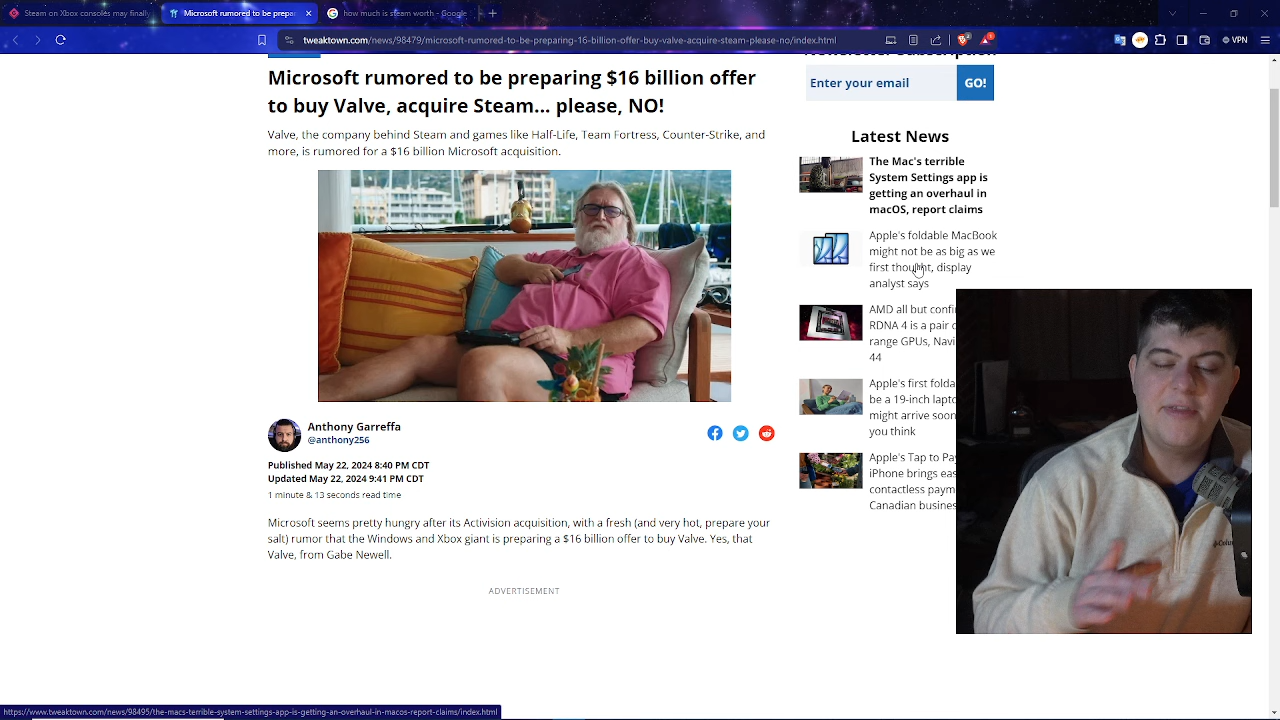 Steam on Xbox consoles may finally
Microsoft rumored to be prepa
how much is steam worth - Google
tweaktown.com/news/98479/microsoft-rumored-to-be-preparing-16-billion-offer-buy-valve-acquire-steam-please-no/index.html
VPN
Microsoft rumored to be preparing $16 billion offer
to buy Valve, acquire Steam... please, NO!
Valve, the company behind Steam and games like Half-Life, Team Fortress, Counter-Strike, and
more, is rumored for a $16 billion Microsoft acquisition.
Anthony Garreffa
@anthony256
Published May 22, 2024 8:40 PM CDT
Updated May 22, 2024 9:41 PM CDT
1 minute & 13 seconds read time
Microsoft seems pretty hungry after its Activision acquisition, with a fresh (and very hot, prepare your
salt) rumor that the Windows and Xbox giant is preparing a $16 billion offer to buy Valve. Yes, that
Valve, from Gabe Newell.
ADVERTISEMENT
Enter your email
GO!
Latest News
The Mac's terrible
System Settings app is
getting an overhaul in
macOS, report claims
Apple's foldable MacBook
might not be as big as we
first thought, display
analyst says
AMD all but confi
RDNA 4 is a pair o
range GPUs, Navi
44
Apple's first folda
be a 19-inch lapto
might arrive soon
you think
Apple's Tap to Pay
iPhone brings eas
contactless paym
Canadian busines
https://www.tweaktown.com/news/98495/the-macs-terrible-system-settings-app-is-getting-an-overhaul-in-macos-report-claims/index.html